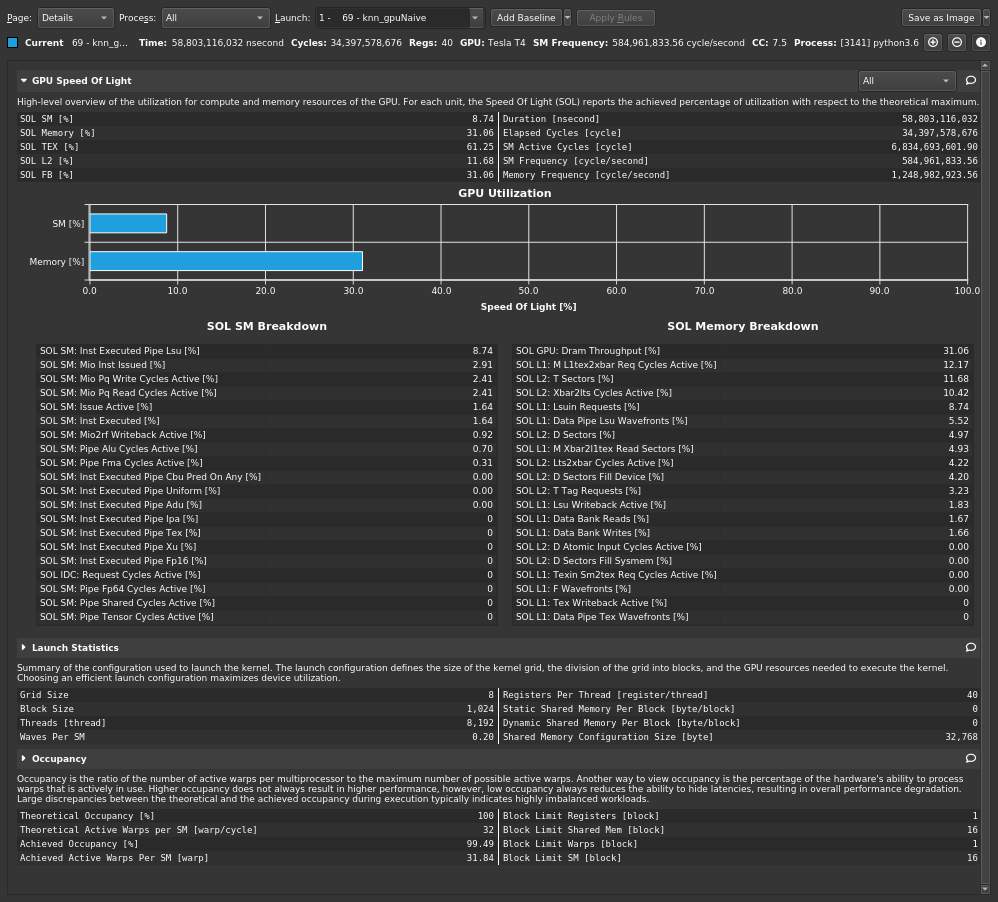 Page: Details Process: All Launch: 1 - 69 - knn_gpuNaive Add Baseline Apply Rules Save as Image
Current 69 - knn_g... Time: 58,803,116,032 nsecond Cycles: 34,397,578,676 Regs: 40 GPU: Tesla T4 SM Frequency: 584,961,833.56 cycle/second CC: 7.5 Process: [3141] python3.6
GPU Speed Of Light All
High-level overview of the utilization for compute and memory resources of the GPU. For each unit, the Speed Of Light (SOL) reports the achieved percentage of utilization with respect to the theoretical maximum.
SOL SM [%] 8.74 Duration [nsecond] 58,803,116,032
SOL Memory [%] 31.06 Elapsed Cycles [cycle] 34,397,578,676
SOL TEX [%] 61.25 SM Active Cycles [cycle] 6,834,693,601.90
SOL L2 [%] 11.68 SM Frequency [cycle/second] 584,961,833.56
SOL FB [%] 31.06 Memory Frequency [cycle/second] 1,248,982,923.56
GPU Utilization
SM [%]
Memory [%]
0.0 10.0 20.0 30.0 40.0 50.0 60.0 70.0 80.0 90.0 100.0
Speed Of Light [%]
SOL SM Breakdown
SOL SM: Inst Executed Pipe Lsu [%] 8.74
SOL SM: Mio Inst Issued [%] 2.91
SOL SM: Mio Pq Write Cycles Active [%] 2.41
SOL SM: Mio Pq Read Cycles Active [%] 2.41
SOL SM: Issue Active [%] 1.64
SOL SM: Inst Executed [%] 1.64
SOL SM: Mio2rf Writeback Active [%] 0.92
SOL SM: Pipe Alu Cycles Active [%] 0.70
SOL SM: Pipe Fma Cycles Active [%] 0.31
SOL SM: Inst Executed Pipe Cbu Pred On Any [%] 0.00
SOL SM: Inst Executed Pipe Uniform [%] 0.00
SOL SM: Inst Executed Pipe Adu [%] 0.00
SOL SM: Inst Executed Pipe Ipa [%] 0
SOL SM: Inst Executed Pipe Tex [%] 0
SOL SM: Inst Executed Pipe Xu [%] 0
SOL SM: Inst Executed Pipe Fp16 [%] 0
SOL IDC: Request Cycles Active [%] 0
SOL SM: Pipe Fp64 Cycles Active [%] 0
SOL SM: Pipe Shared Cycles Active [%] 0
SOL SM: Pipe Tensor Cycles Active [%] 0
SOL Memory Breakdown
SOL GPU: Dram Throughput [%] 31.06
SOL L1: M L1tex2xbar Req Cycles Active [%] 12.17
SOL L2: T Sectors [%] 11.68
SOL L2: Xbar2lts Cycles Active [%] 10.42
SOL L1: Lsuin Requests [%] 8.74
SOL L1: Data Pipe Lsu Wavefronts [%] 5.52
SOL L2: D Sectors [%] 4.97
SOL L1: M Xbar2l1tex Read Sectors [%] 4.93
SOL L2: Lts2xbar Cycles Active [%] 4.22
SOL L2: D Sectors Fill Device [%] 4.20
SOL L2: T Tag Requests [%] 3.23
SOL L1: Lsu Writeback Active [%] 1.83
SOL L1: Data Bank Reads [%] 1.67
SOL L1: Data Bank Writes [%] 1.66
SOL L2: D Atomic Input Cycles Active [%] 0.00
SOL L2: D Sectors Fill Sysmem [%] 0.00
SOL L1: Texin Sm2tex Req Cycles Active [%] 0.00
SOL L1: F Wavefronts [%] 0.00
SOL L1: Tex Writeback Active [%] 0
SOL L1: Data Pipe Tex Wavefronts [%] 0
Launch Statistics
Summary of the configuration used to launch the kernel. The launch configuration defines the size of the kernel grid, the division of the grid into blocks, and the GPU resources needed to execute the kernel.
Choosing an efficient launch configuration maximizes device utilization.
Grid Size 8 Registers Per Thread [register/thread] 40
Block Size 1,024 Static Shared Memory Per Block [byte/block] 0
Threads [thread] 8,192 Dynamic Shared Memory Per Block [byte/block] 0
Waves Per SM 0.20 Shared Memory Configuration Size [byte] 32,768
Occupancy
Occupancy is the ratio of the number of active warps per multiprocessor to the maximum number of possible active warps. Another way to view occupancy is the percentage of the hardware's ability to process
warps that is actively in use. Higher occupancy does not always result in higher performance, however, low occupancy always reduces the ability to hide latencies, resulting in overall performance degradation.
Large discrepancies between the theoretical and the achieved occupancy during execution typically indicates highly imbalanced workloads.
Theoretical Occupancy [%] 100 Block Limit Registers [block] 1
Theoretical Active Warps per SM [warp/cycle] 32 Block Limit Shared Mem [block] 16
Achieved Occupancy [%] 99.49 Block Limit Warps [block] 1
Achieved Active Warps Per SM [warp] 31.84 Block Limit SM [block] 16